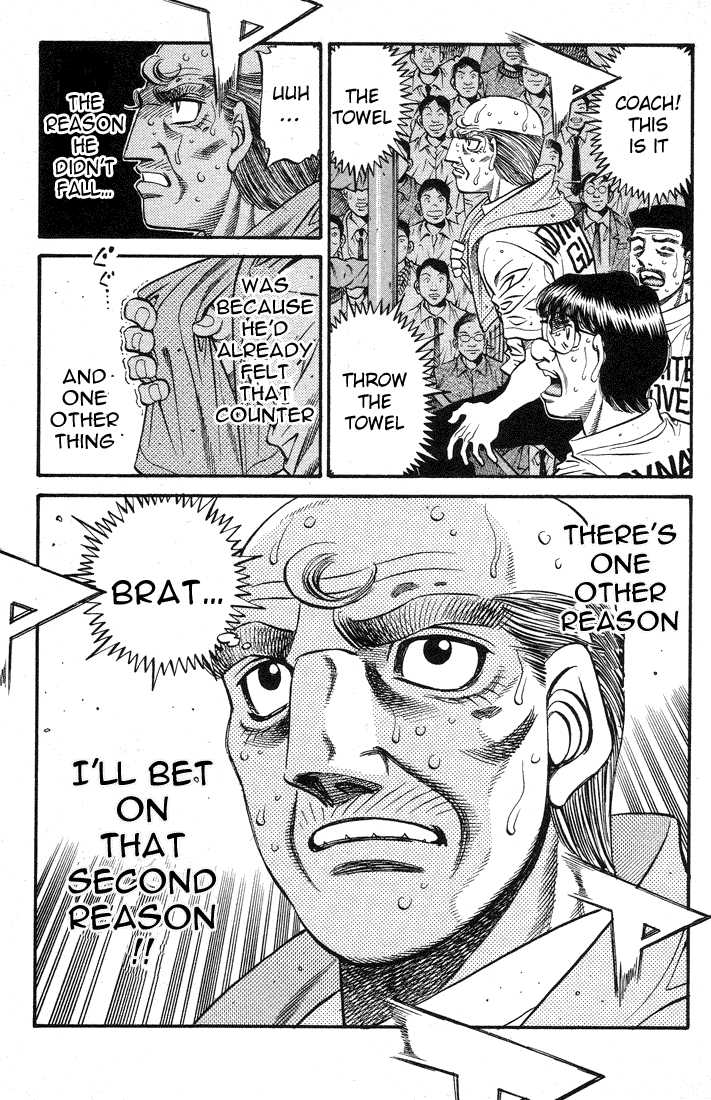 COACH!
THIS
IS IT
THE
TOWEL
THROW
THE
TOWEL
DYNA
UUH
...
THE
REASON
HE
DIDN'T
FALL...
WAS
BECAUSE
HE'D
ALREADY
FELT
THAT
COUNTER
AND
ONE
OTHER
THING
THERE'S
ONE
OTHER
REASON
BRAT...
I'LL BET
ON
THAT
SECOND
REASON
!!